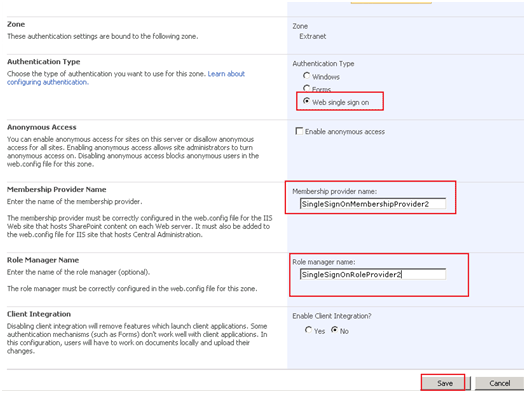 Zone
These authentication settings are bound to the following zone.
Zone
Extranet
Authentication Type
Choose the type of authentication you want to use for this zone. Learn about
configuring authentication.
Authentication Type
Windows
Forms
Web single sign on
Anonymous Access
You can enable anonymous access for sites on this server or disallow anonymous
access for all sites. Enabling anonymous access allows site administrators to turn
anonymous access on. Disabling anonymous access blocks anonymous users in the
web.config file for this zone.
Enable anonymous access
Membership Provider Name
Enter the name of the membership provider.
The membership provider must be correctly configured in the web.config file for the IIS
Web site that hosts SharePoint content on each Web server. It must also be added to
the web.config file for IIS site that hosts Central Administration.
Membership provider name:
SingleSignOnMembershipProvider2
Role Manager Name
Enter the name of the role manager (optional).
The role manager must be correctly configured in the web.config file for this zone.
Role manager name:
SingleSignOnRoleProvider2
Client Integration
Disabling client integration will remove features which launch client applications. Some
authentication mechanisms (such as Forms) don't work well with client applications. In
this configuration, users will have to work on documents locally and upload their
changes.
Enable Client Integration?
Yes No
Save Cancel